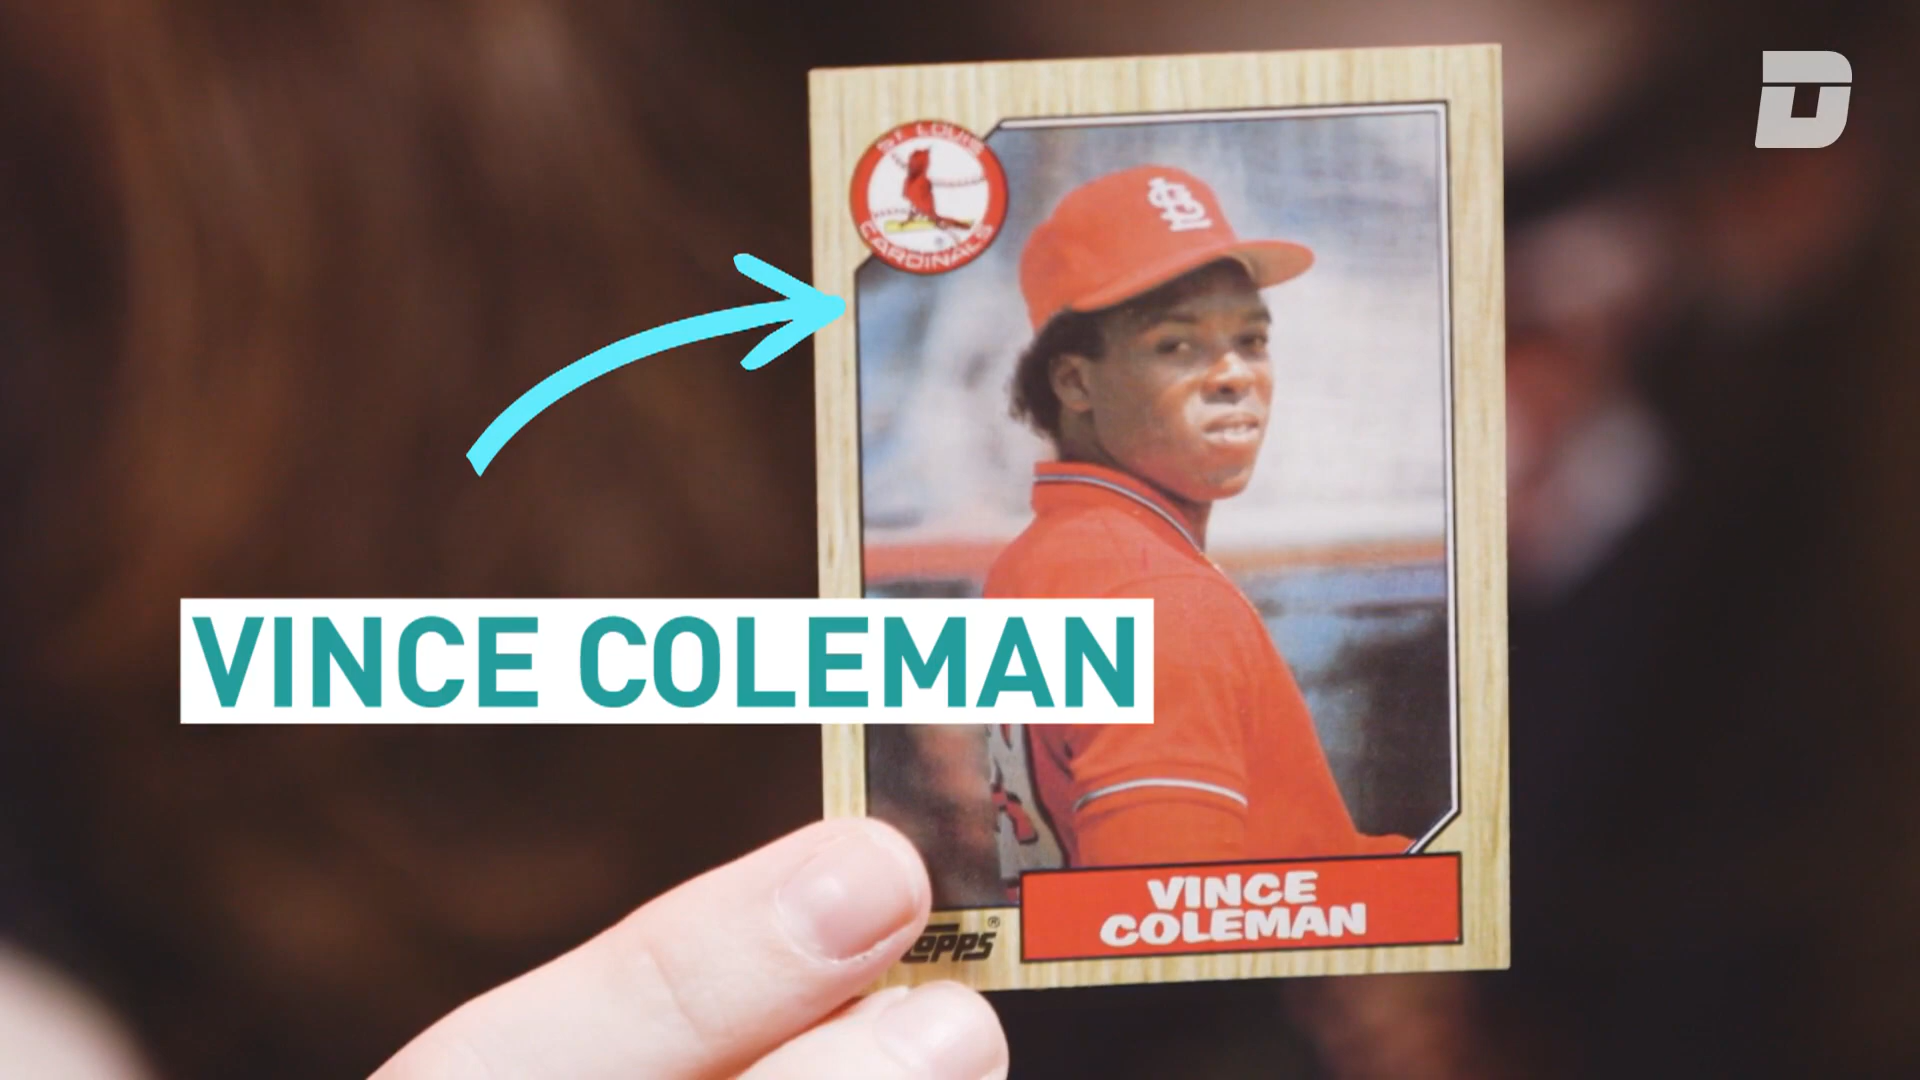 ST. LOUIS
CARDINALS
VINCE COLEMAN
VINCE
COLEMAN
TOPPS®